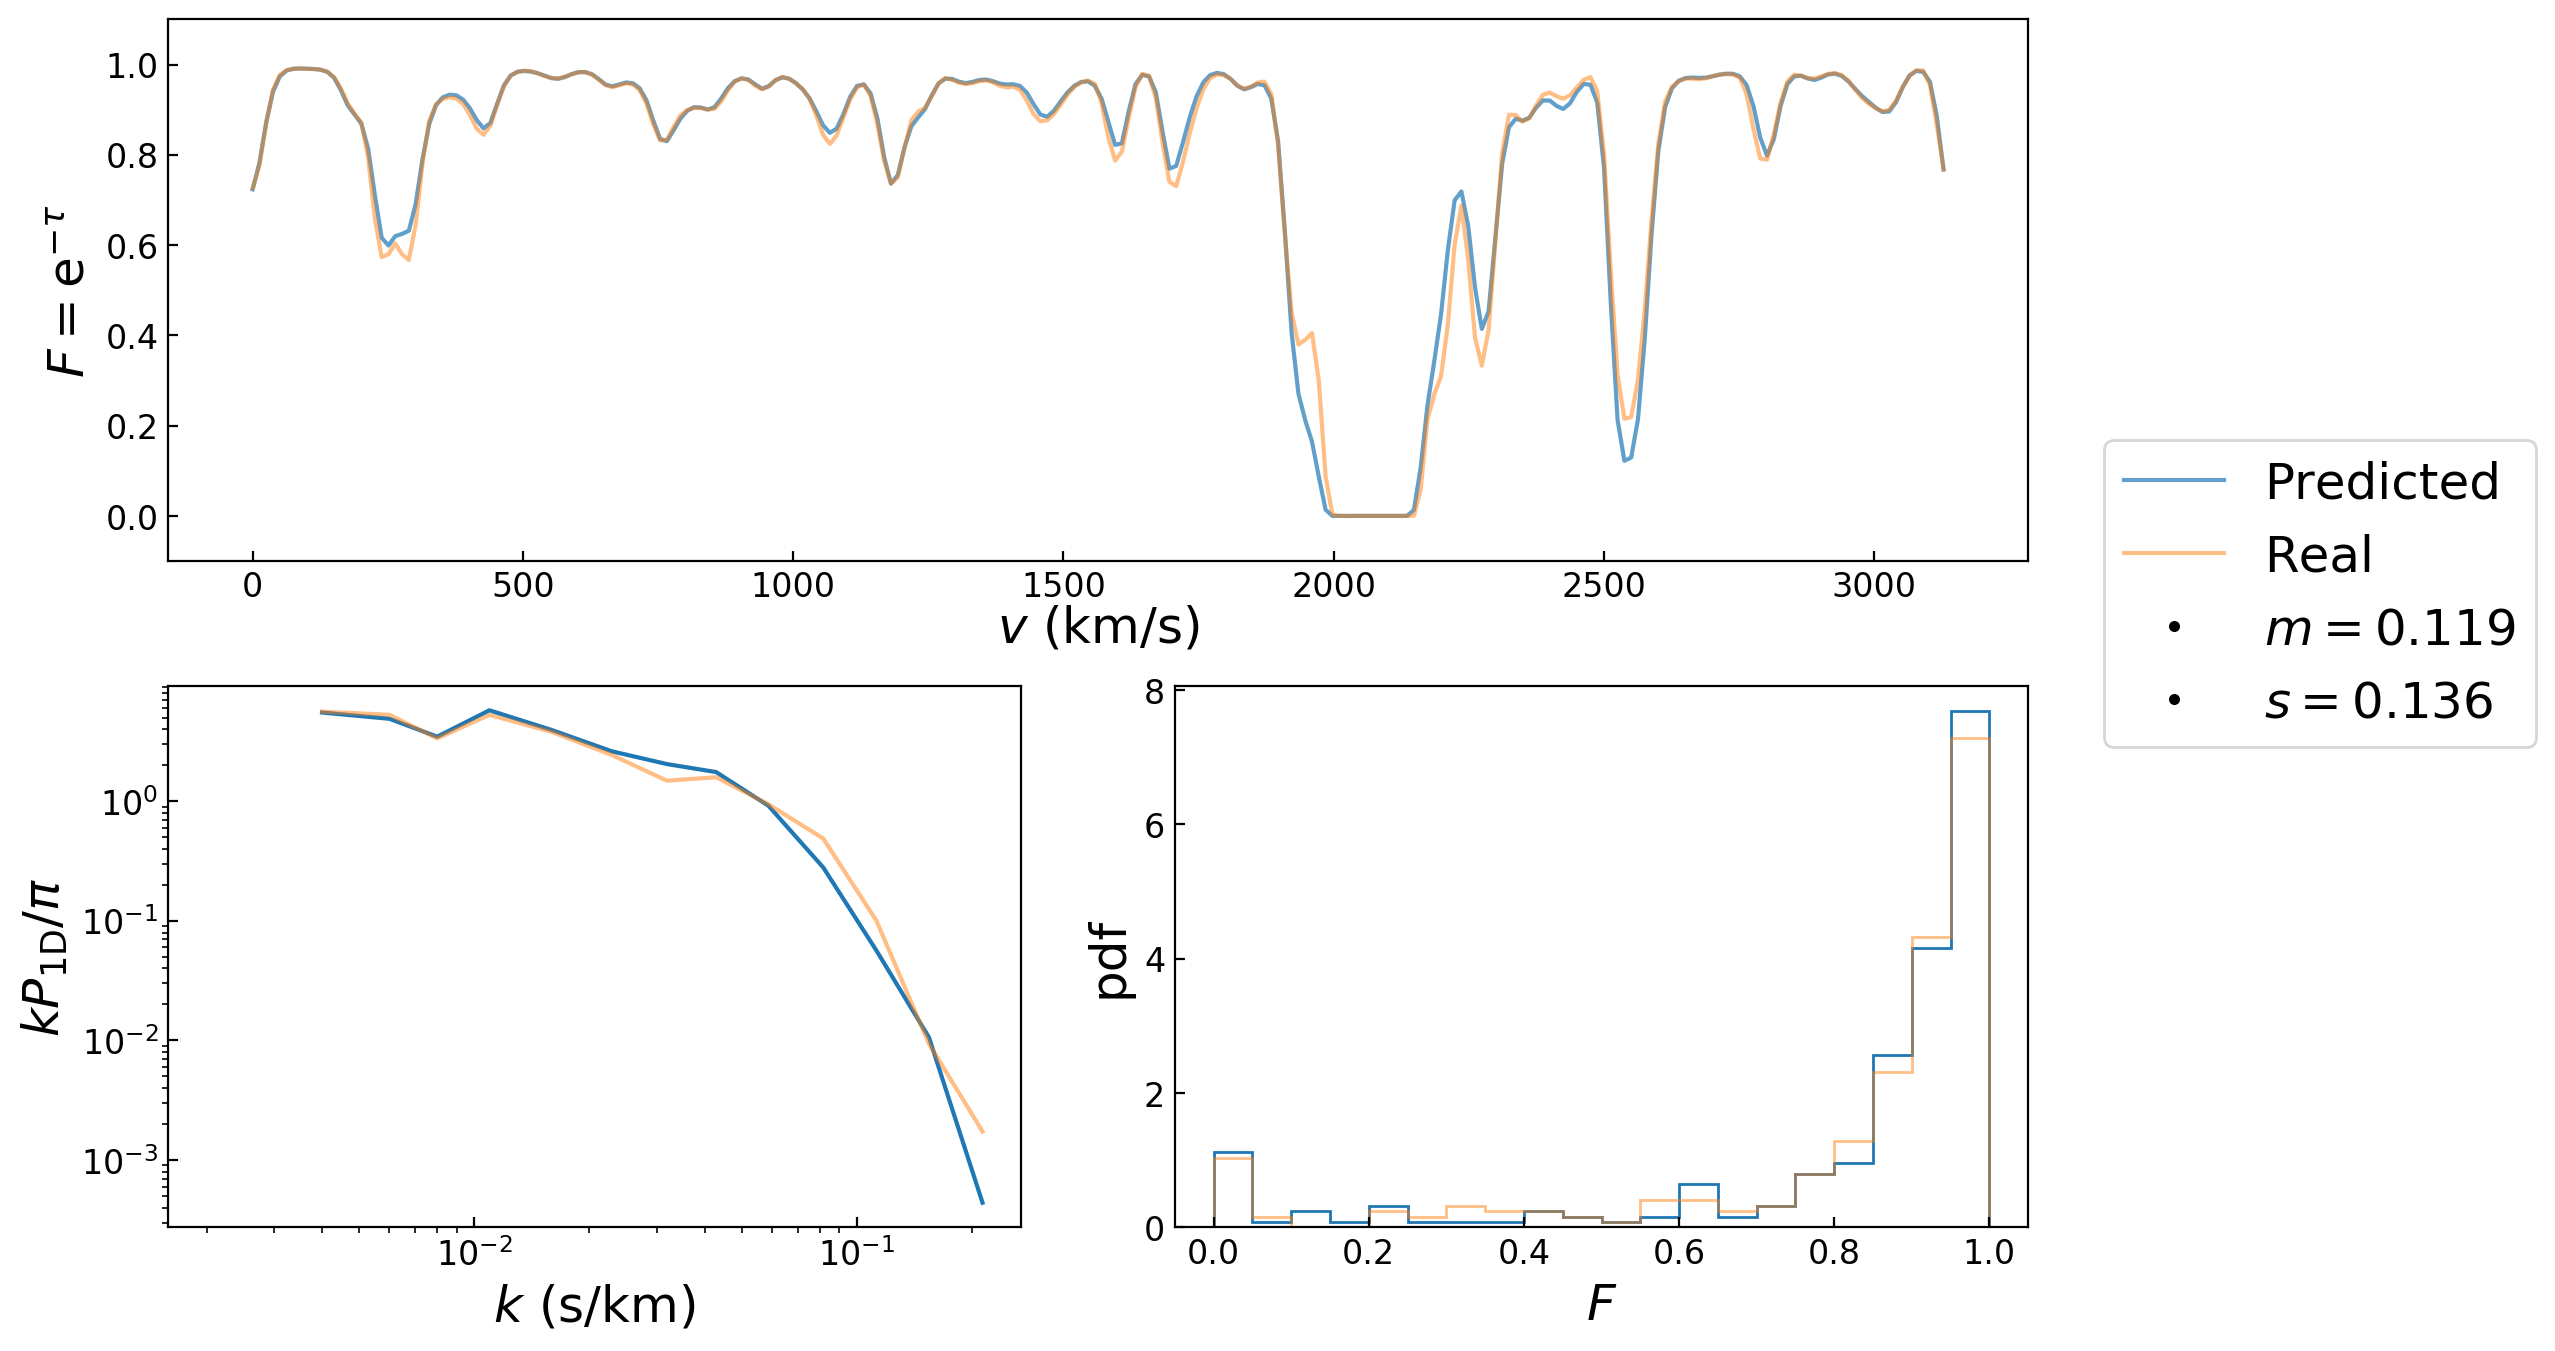 F = e^{-τ}
1.0
0.8
0.6
0.4
0.2
0.0
0 500 1000 1500 2000 2500 3000
v (km/s)
Predicted
Real
m = 0.119
s = 0.136
kP_{1D}/π
10^0
10^{-1}
10^{-2}
10^{-3}
10^{-2} 10^{-1}
k (s/km)
pdf
8
6
4
2
0
0.0 0.2 0.4 0.6 0.8 1.0
F